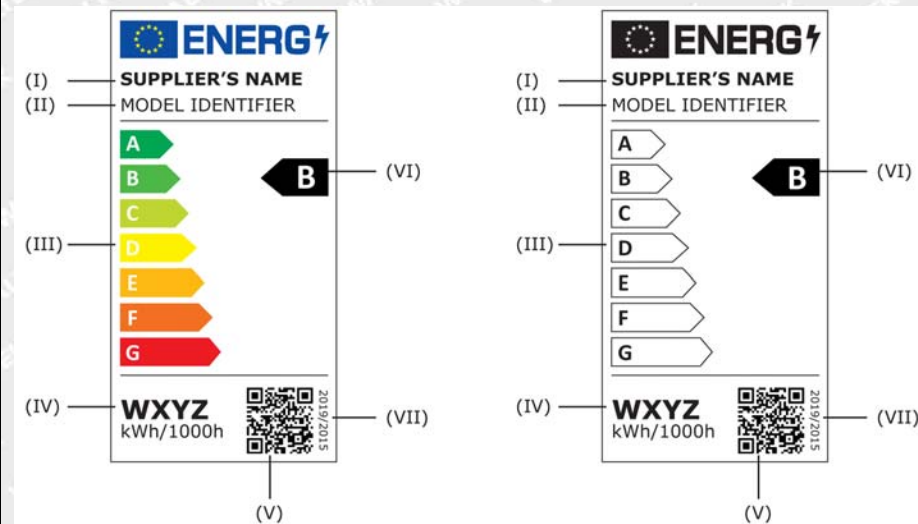 ENERG
(I) SUPPLIER'S NAME
(II) MODEL IDENTIFIER
A
B
B (VI)
C
(III) D
E
F
G
(IV) WXYZ
kWh/1000h
2019/2015 (VII)
(V)
ENERG
(I) SUPPLIER'S NAME
(II) MODEL IDENTIFIER
A
B
B (VI)
C
(III) D
E
F
G
(IV) WXYZ
kWh/1000h
2019/2015 (VII)
(V)